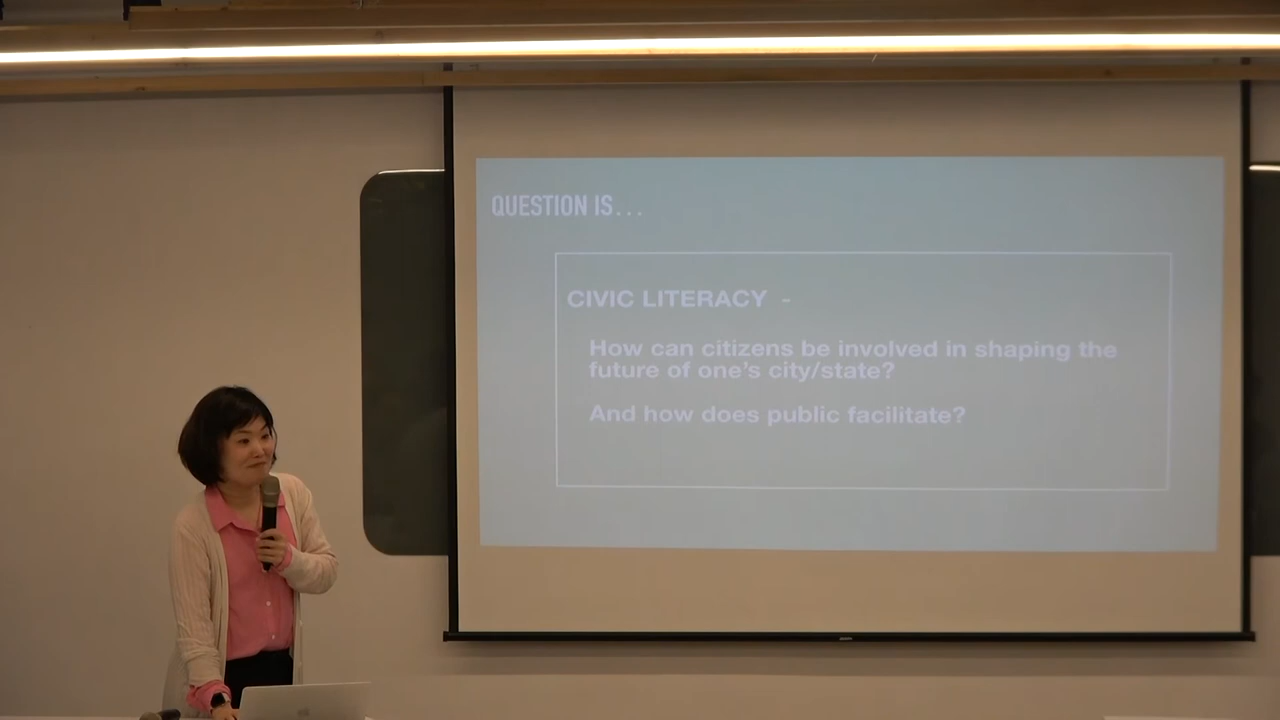 QUESTION IS...
CIVIC LITERACY -
How can citizens be involved in shaping the
future of one's city/state?
And how does public facilitate?